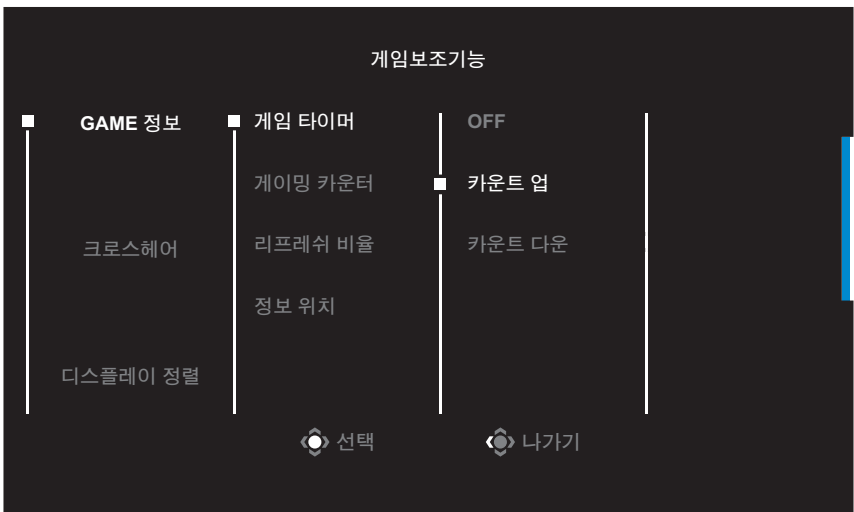 게임보조기능
GAME 정보 게임 타이머 OFF
게이밍 카운터 카운트 업
크로스헤어 리프레쉬 비율 카운트 다운
정보 위치
디스플레이 정렬
선택 나가기